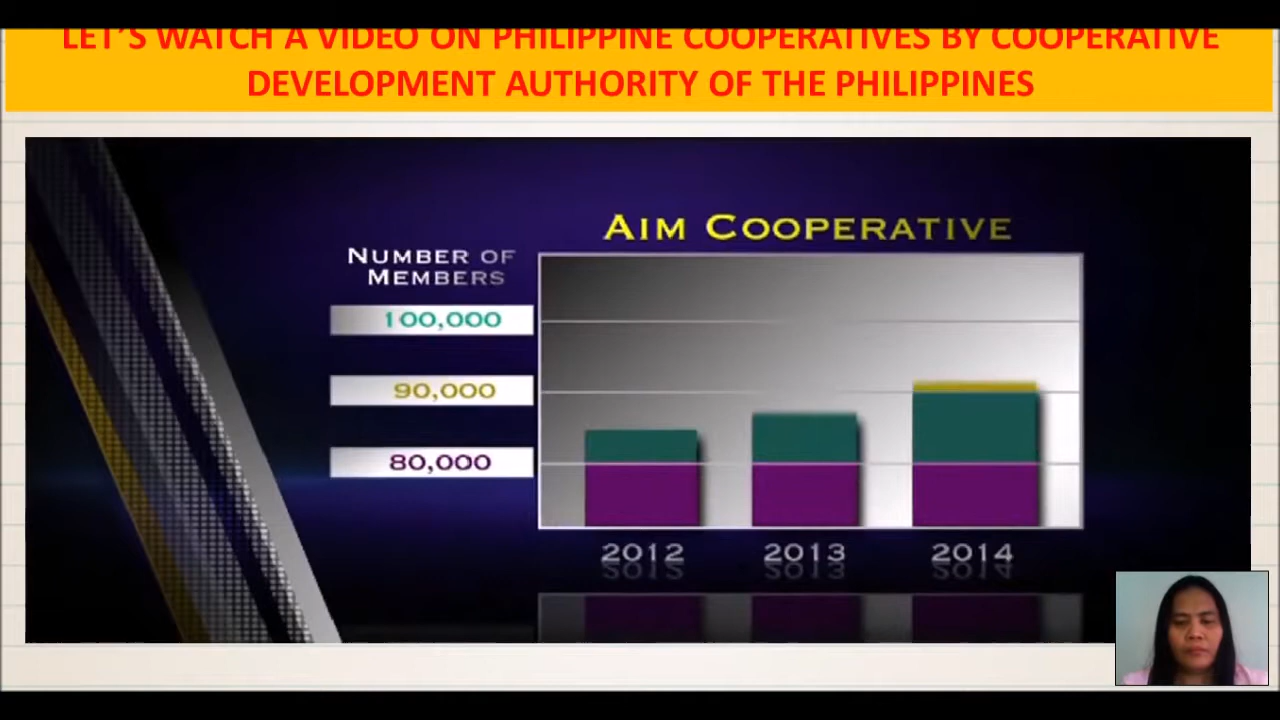 LET'S WATCH A VIDEO ON PHILIPPINE COOPERATIVES BY COOPERATIVE
DEVELOPMENT AUTHORITY OF THE PHILIPPINES
AIM COOPERATIVE
NUMBER OF
MEMBERS
100,000
90,000
80,000
2012 2013 2014